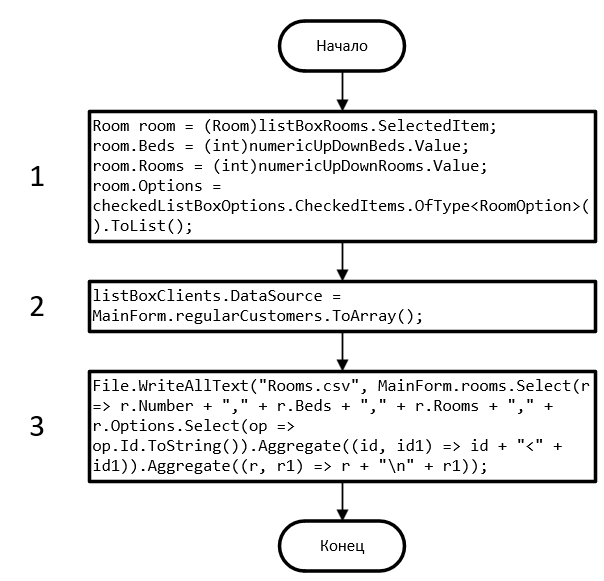 Начало
1
Room room = (Room)listBoxRooms.SelectedItem;
room.Beds = (int)numericUpDownBeds.Value;
room.Rooms = (int)numericUpDownRooms.Value;
room.Options =
checkedListBoxOptions.CheckedItems.OfType<RoomOption>(
).ToList();
2
listBoxClients.DataSource =
MainForm.regularCustomers.ToArray();
3
File.WriteAllText("Rooms.csv", MainForm.rooms.Select(r
=> r.Number + "," + r.Beds + "," + r.Rooms + "," +
r.Options.Select(op =>
op.Id.ToString()).Aggregate((id, id1) => id + "<" +
id1)).Aggregate((r, r1) => r + "\n" + r1));
Конец